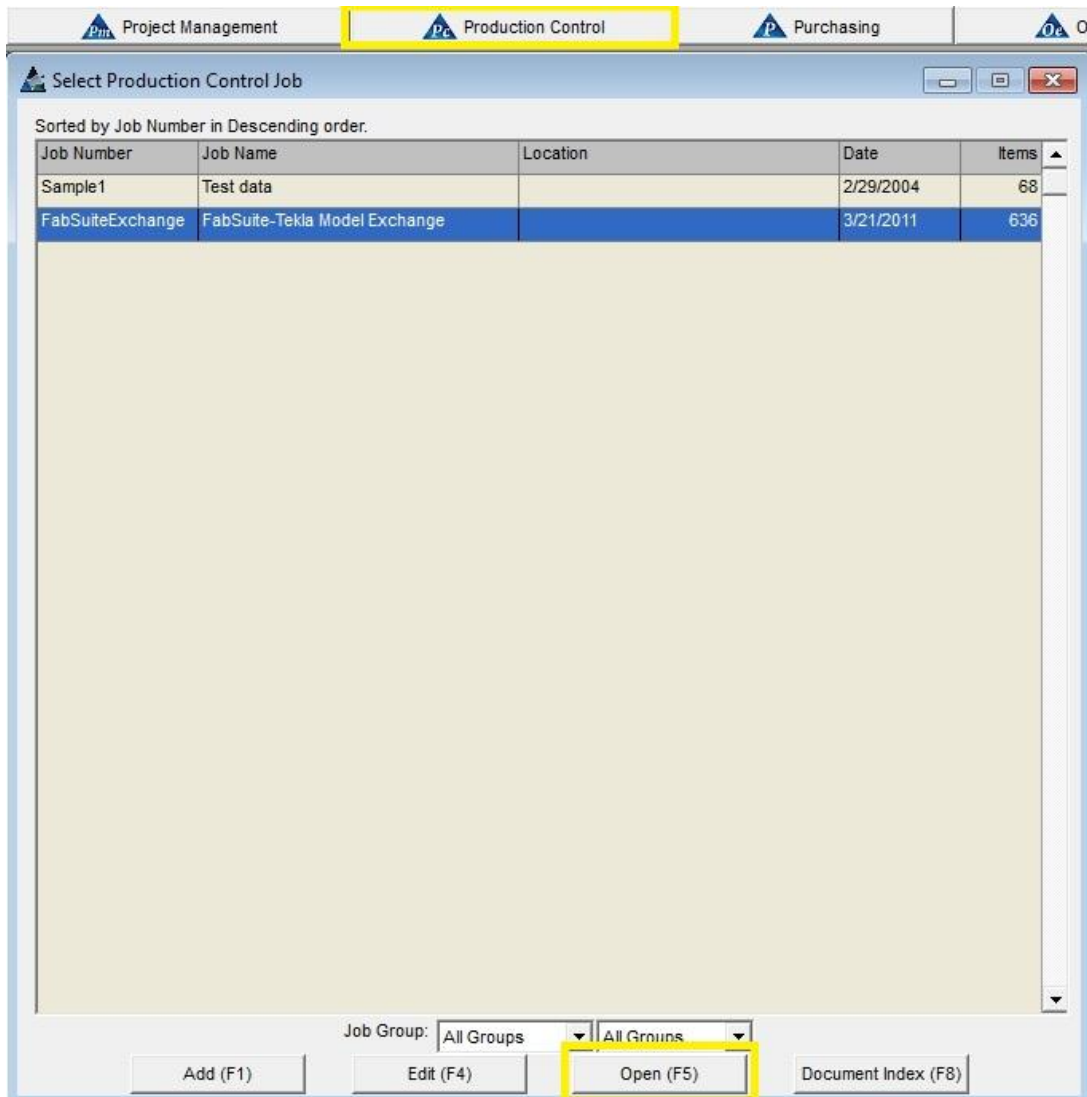 Pm Project Management Pc Production Control P Purchasing Oe O
Select Production Control Job
Sorted by Job Number in Descending order.
Job Number Job Name Location Date Items
Sample1 Test data 2/29/2004 68
FabSuiteExchange FabSuite-Tekla Model Exchange 3/21/2011 636
Job Group: All Groups All Groups
Add (F1) Edit (F4) Open (F5) Document Index (F8)